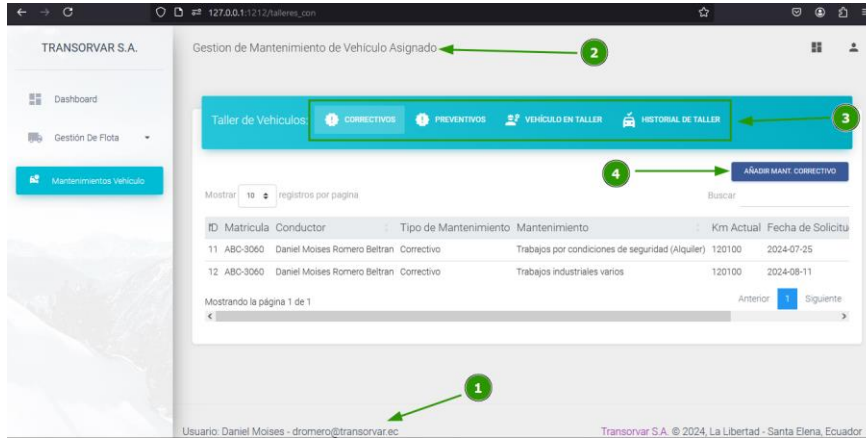 127.0.0.1:1212/talleres_con
TRANSORVAR S.A.
Gestion de Mantenimiento de Vehículo Asignado
2
Dashboard
Gestión De Flota
Mantenimientos Vehículo
Taller de Vehiculos: CORRECTIVOS PREVENTIVOS VEHÍCULO EN TALLER HISTORIAL DE TALLER
3
4
AÑADIR MANT. CORRECTIVO
Mostrar 10 registros por pagina Buscar
ID Matricula Conductor Tipo de Mantenimiento Mantenimiento Km Actual Fecha de Solicitu
11 ABC-3060 Daniel Moises Romero Beltran Correctivo Trabajos por condiciones de seguridad (Alquiler) 120100 2024-07-25
12 ABC-3060 Daniel Moises Romero Beltran Correctivo Trabajos industriales varios 120100 2024-08-11
Mostrando la página 1 de 1 Anterior 1 Siguiente
1
Usuario: Daniel Moises - dromero@transorvar.ec Transorvar S.A. © 2024, La Libertad - Santa Elena, Ecuador